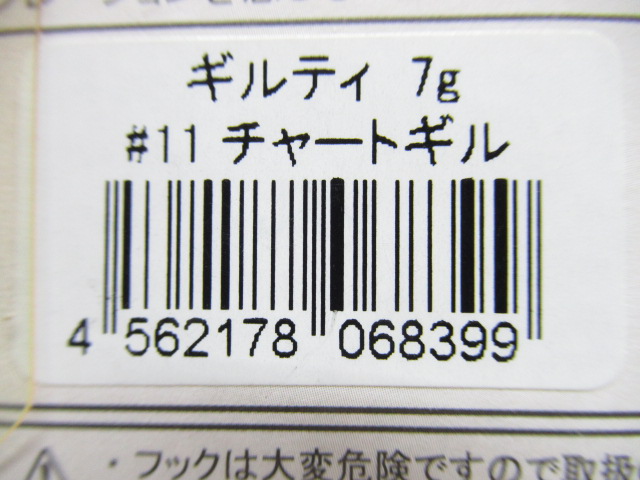 ギルティ 7g
#11 チャートギル
4 562178 068399
・フックは大変危険ですので取扱